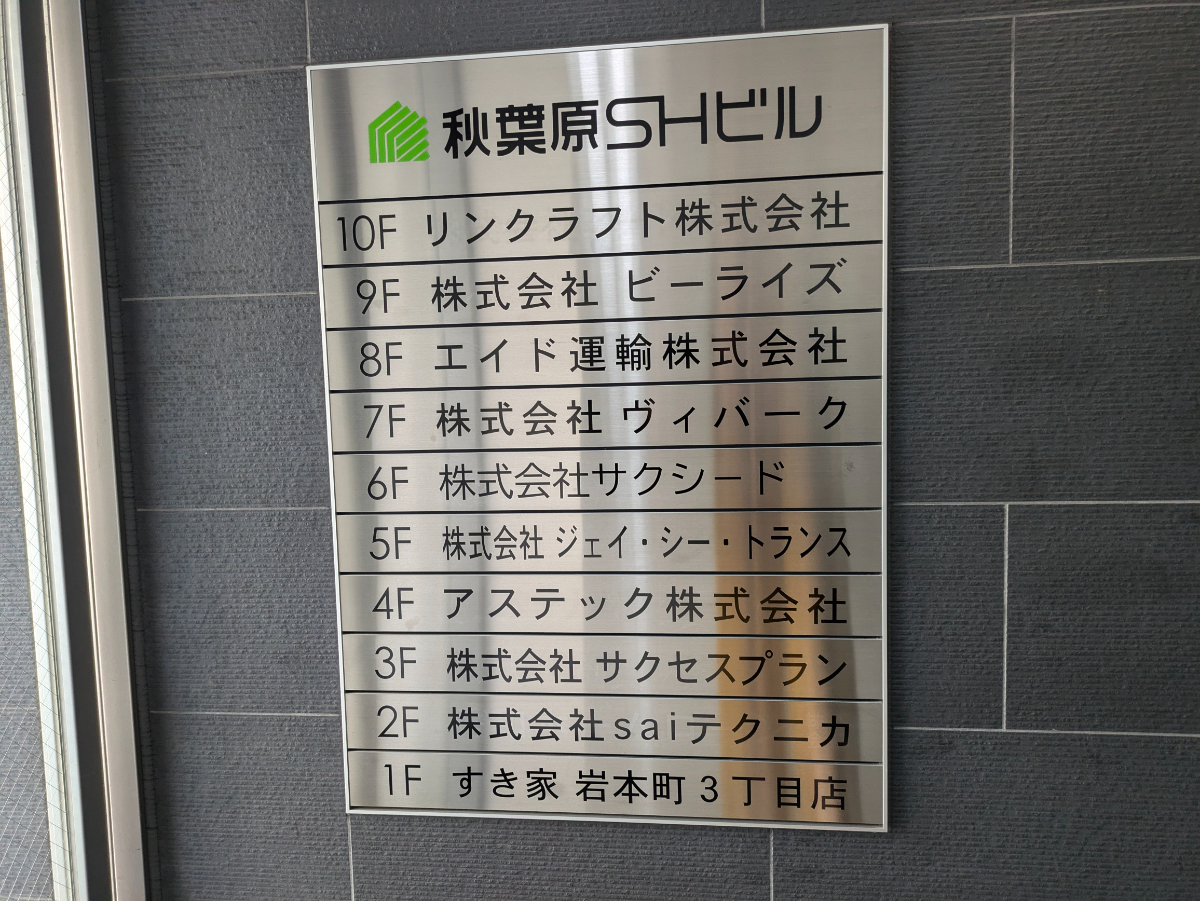 秋葉原SHビル
10F リンクラフト株式会社
9F 株式会社 ビーライズ
8F エイド運輸株式会社
7F 株式会社 ヴィバーク
6F 株式会社サクシード
5F 株式会社 ジェイ・シー・トランス
4F アステック株式会社
3F 株式会社 サクセスプラン
2F 株式会社saiテクニカ
1F すき家 岩本町3丁目店